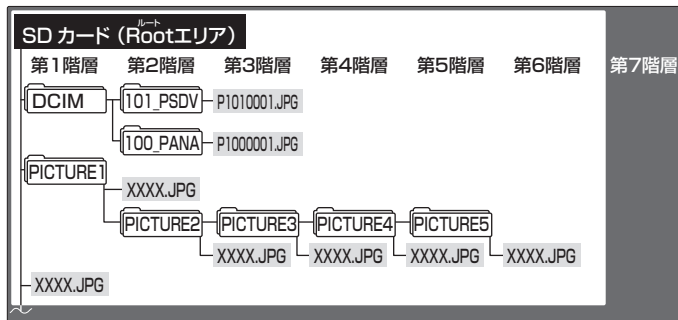 ルート
SD カード（Rootエリア）
第1階層 第2階層 第3階層 第4階層 第5階層 第6階層 第7階層
DCIM 101_PSDV P1010001.JPG
100_PANA P1000001.JPG
PICTURE1
XXXX.JPG
PICTURE2 PICTURE3 PICTURE4 PICTURE5
XXXX.JPG XXXX.JPG XXXX.JPG XXXX.JPG
XXXX.JPG